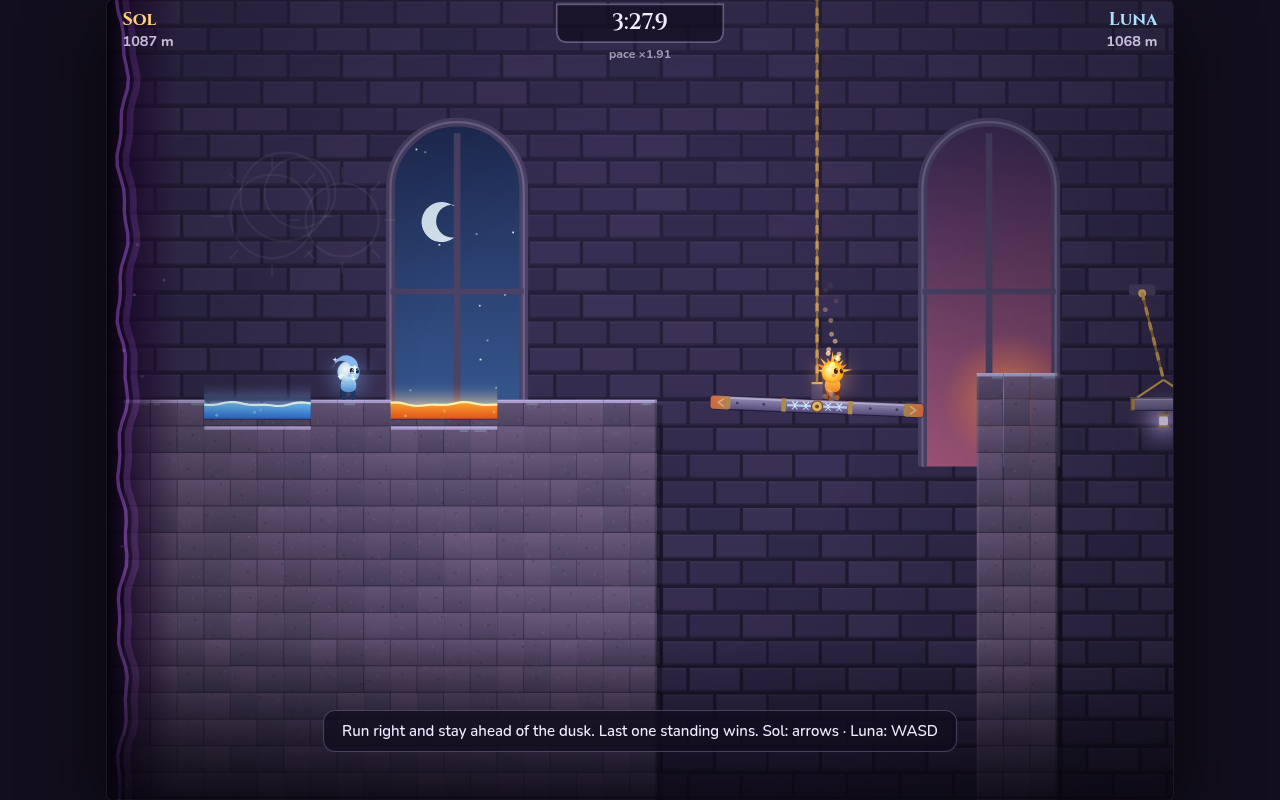 Sol
1087 m
3:27.9
pace ×1.91
Luna
1068 m
Run right and stay ahead of the dusk. Last one standing wins. Sol: arrows · Luna: WASD